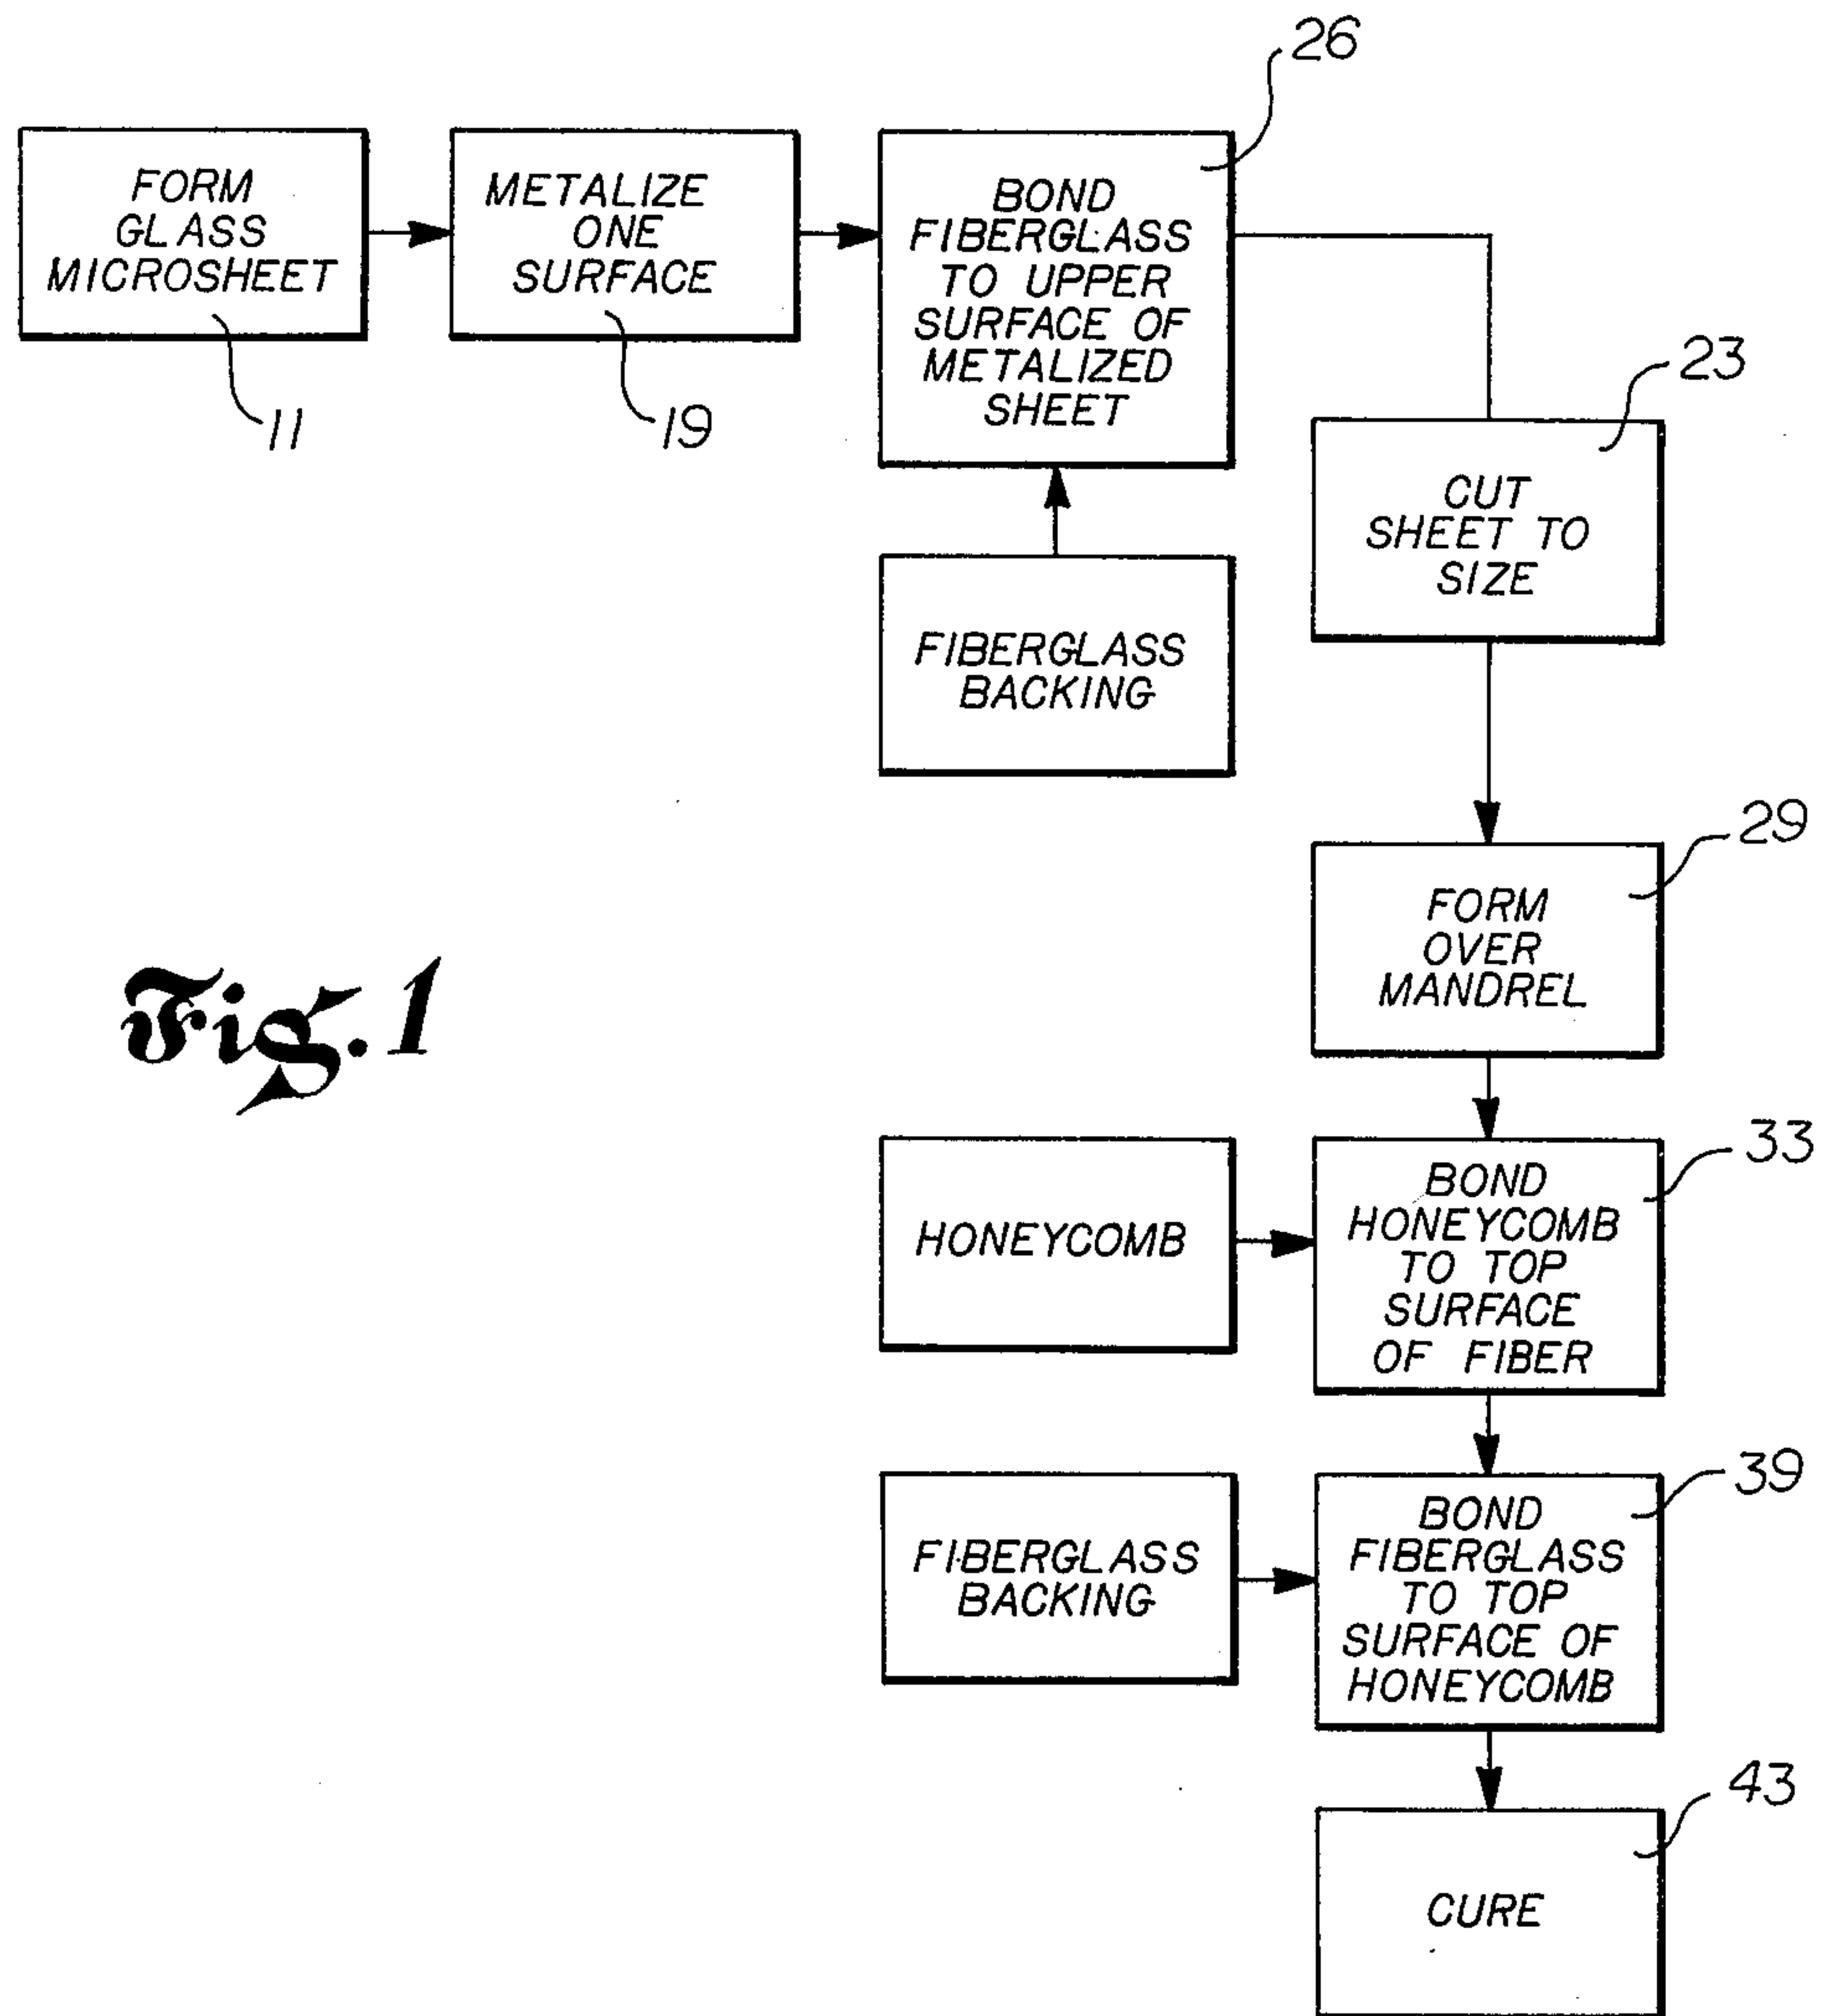 26
FORM
GLASS
MICROSHEET
11
METALIZE
ONE
SURFACE
19
BOND
FIBERGLASS
TO UPPER
SURFACE OF
METALIZED
SHEET
23
CUT
SHEET TO
SIZE
FIBERGLASS
BACKING
29
FORM
OVER
MANDREL
Fig. 1
33
HONEYCOMB
BOND
HONEYCOMB
TO TOP
SURFACE
OF FIBER
39
FIBERGLASS
BACKING
BOND
FIBERGLASS
TO TOP
SURFACE OF
HONEYCOMB
43
CURE